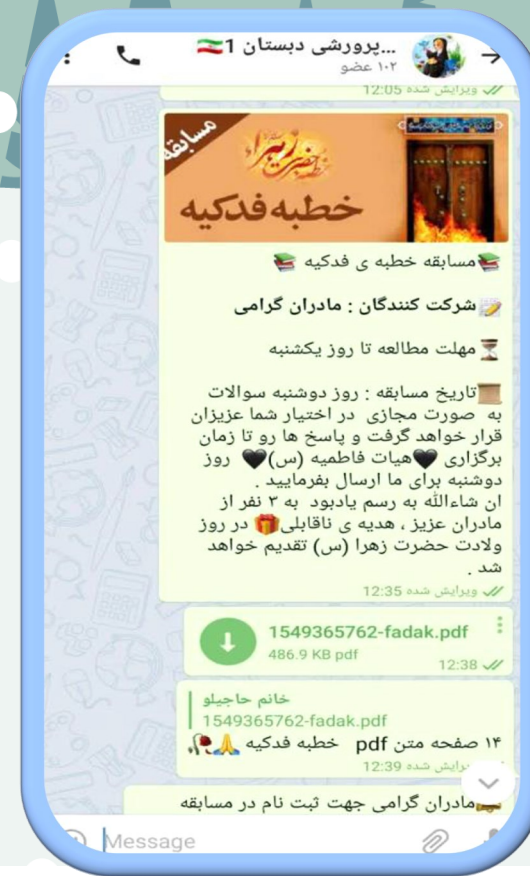 ...پرورشی دبستان 1🇮🇷
۱۰۲ عضو
ویرایش شده 12:05
مسابقه
حضرت زهرا
خطبه فدکیه
📚مسابقه خطبه ی فدکیه 📚
📝شرکت کنندگان : مادران گرامی
⏳مهلت مطالعه تا روز یکشنبه
📜تاریخ مسابقه : روز دوشنبه سوالات
به صورت مجازی در اختیار شما عزیزان
قرار خواهد گرفت و پاسخ ها رو تا زمان
برگزاری 🖤هیات فاطمیه (س)🖤 روز
دوشنبه برای ما ارسال بفرمایید .
ان شاءالله به رسم یادبود به ۳ نفر از
مادران عزیز ، هدیه ی ناقابلی🎁 در روز
ولادت حضرت زهرا (س) تقدیم خواهد
شد .
ویرایش شده 12:35
1549365762-fadak.pdf
486.9 KB pdf
12:38
خانم حاجیلو
1549365762-fadak.pdf
۱۴ صفحه متن pdf خطبه فدکیه 🙏🥀
ویرایش شده 12:39
مادران گرامی جهت ثبت نام در مسابقه
Message